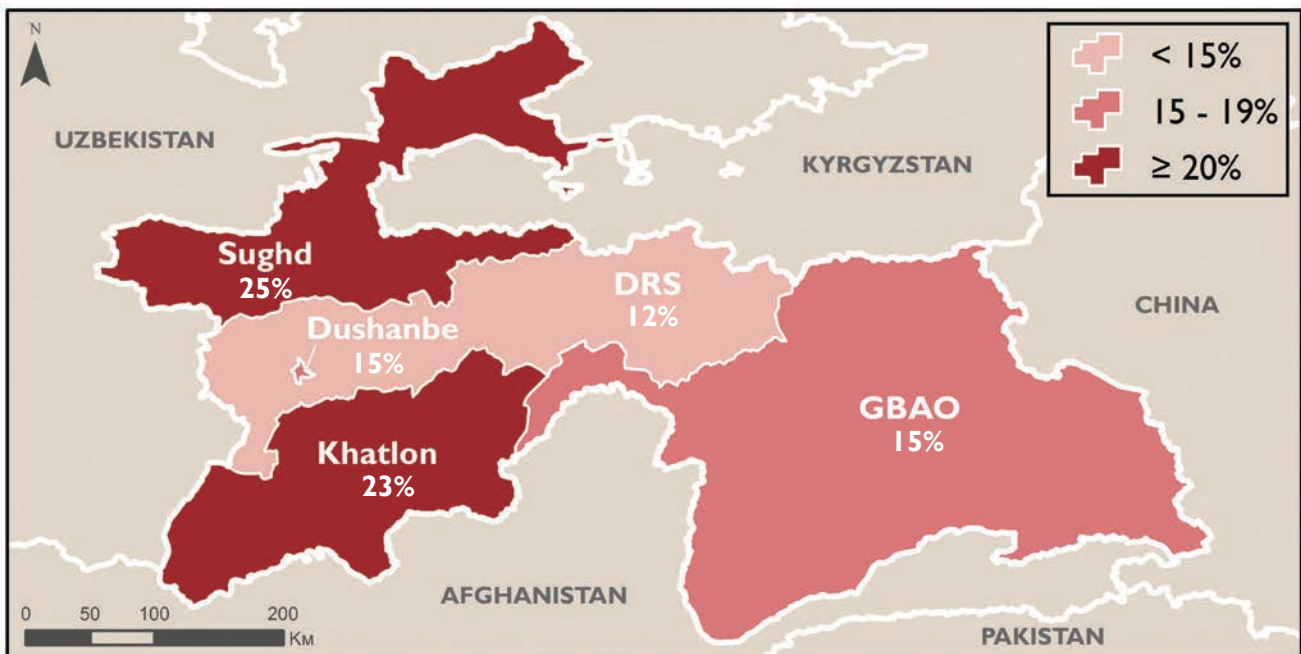 N
< 15%
15 - 19%
≥ 20%
UZBEKISTAN
KYRGYZSTAN
Sughd
25%
DRS
12%
CHINA
Dushanbe
15%
GBAO
15%
Khatlon
23%
AFGHANISTAN
PAKISTAN
0 50 100 200
Км